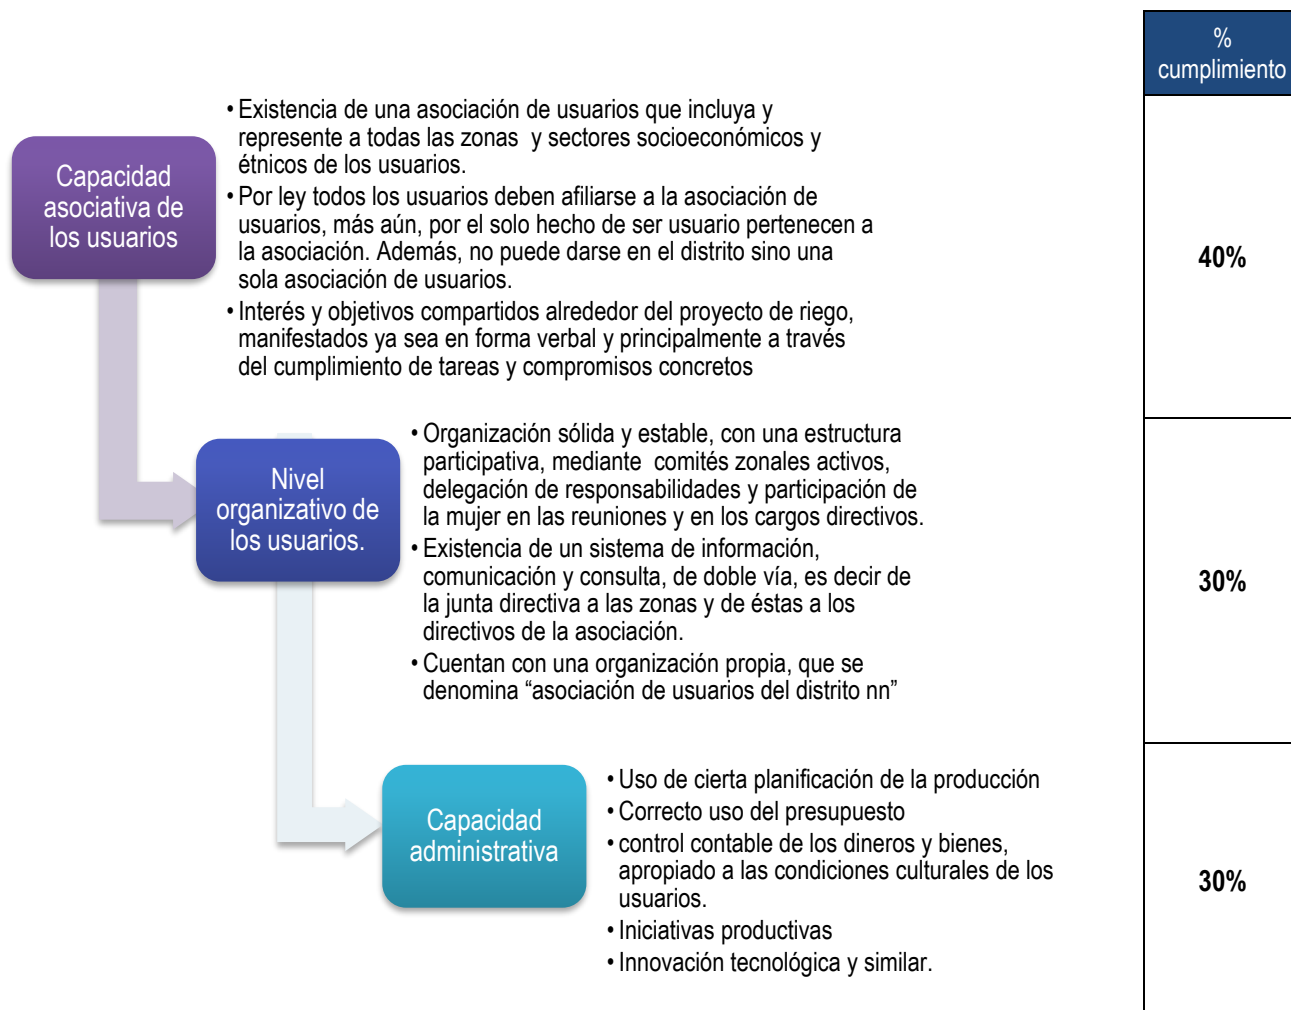 %
cumplimiento
Capacidad
asociativa de
los usuarios
• Existencia de una asociación de usuarios que incluya y
represente a todas las zonas y sectores socioeconómicos y
étnicos de los usuarios.
• Por ley todos los usuarios deben afiliarse a la asociación de
usuarios, más aún, por el solo hecho de ser usuario pertenecen a
la asociación. Además, no puede darse en el distrito sino una
sola asociación de usuarios.
• Interés y objetivos compartidos alrededor del proyecto de riego,
manifestados ya sea en forma verbal y principalmente a través
del cumplimiento de tareas y compromisos concretos
40%
Nivel
organizativo de
los usuarios.
• Organización sólida y estable, con una estructura
participativa, mediante comités zonales activos,
delegación de responsabilidades y participación de
la mujer en las reuniones y en los cargos directivos.
• Existencia de un sistema de información,
comunicación y consulta, de doble vía, es decir de
la junta directiva a las zonas y de éstas a los
directivos de la asociación.
• Cuentan con una organización propia, que se
denomina “asociación de usuarios del distrito nn”
30%
Capacidad
administrativa
• Uso de cierta planificación de la producción
• Correcto uso del presupuesto
• control contable de los dineros y bienes,
apropiado a las condiciones culturales de los
usuarios.
• Iniciativas productivas
• Innovación tecnológica y similar.
30%